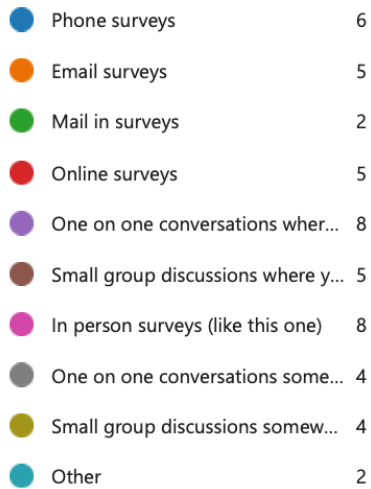 Phone surveys 6
Email surveys 5
Mail in surveys 2
Online surveys 5
One on one conversations wher... 8
Small group discussions where y... 5
In person surveys (like this one) 8
One on one conversations some... 4
Small group discussions somew... 4
Other 2